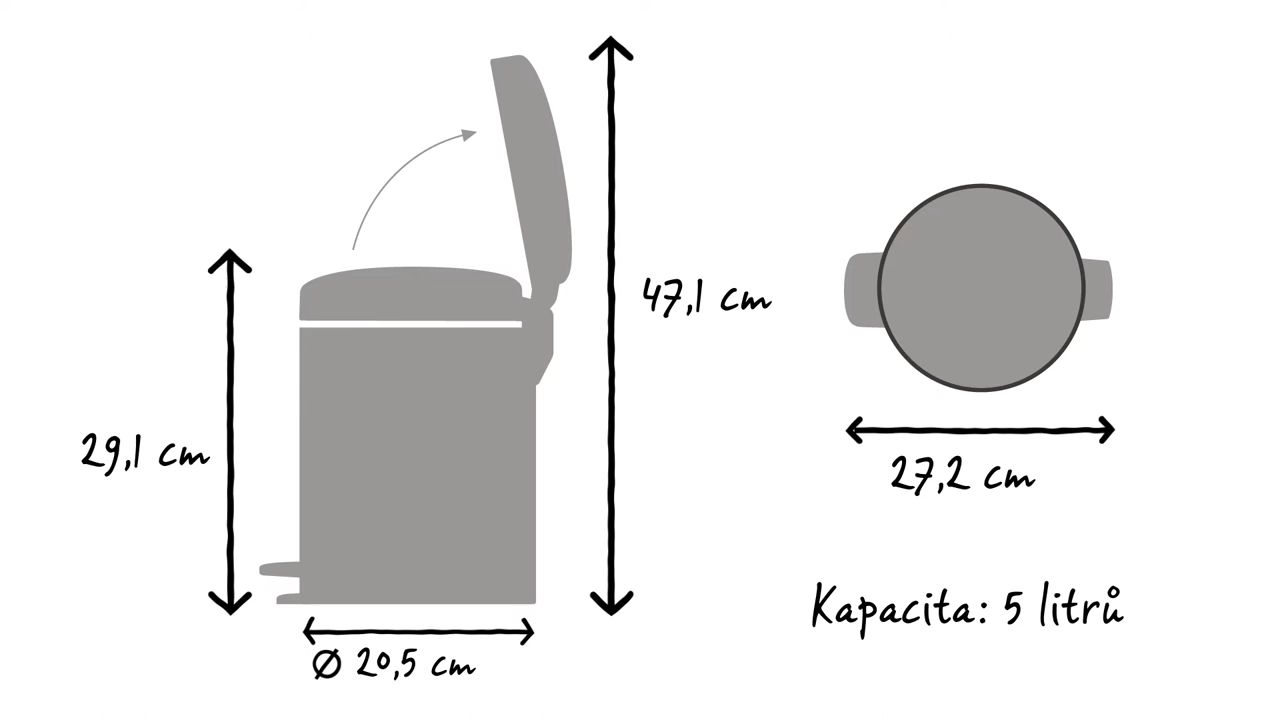 47,1 cm
29,1 cm
27,2 cm
Kapacita: 5 litrů
Ø 20,5 cm